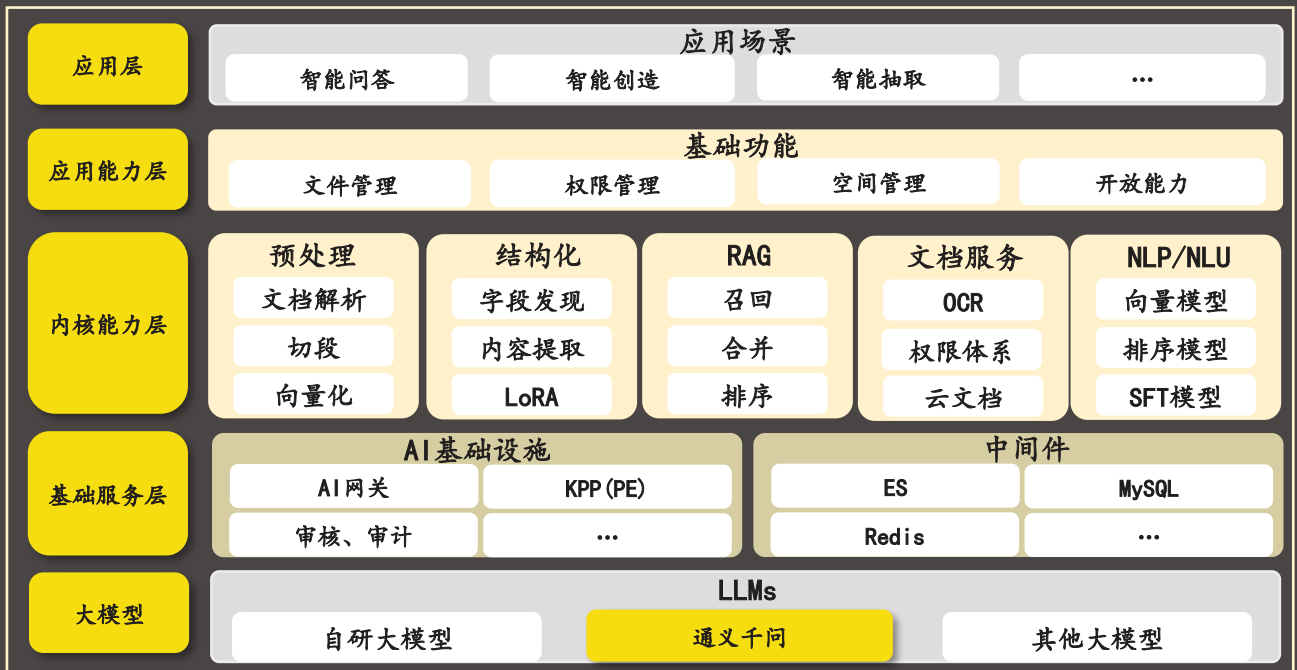 应用层
应用场景
智能问答
智能创造
智能抽取
…
应用能力层
基础功能
文件管理
权限管理
空间管理
开放能力
内核能力层
预处理
文档解析
切段
向量化
结构化
字段发现
内容提取
LoRA
RAG
召回
合并
排序
文档服务
OCR
权限体系
云文档
NLP/NLU
向量模型
排序模型
SFT模型
基础服务层
AI基础设施
AI网关
KPP(PE)
审核、审计
…
中间件
ES
MySQL
Redis
…
大模型
LLMs
自研大模型
通义千问
其他大模型